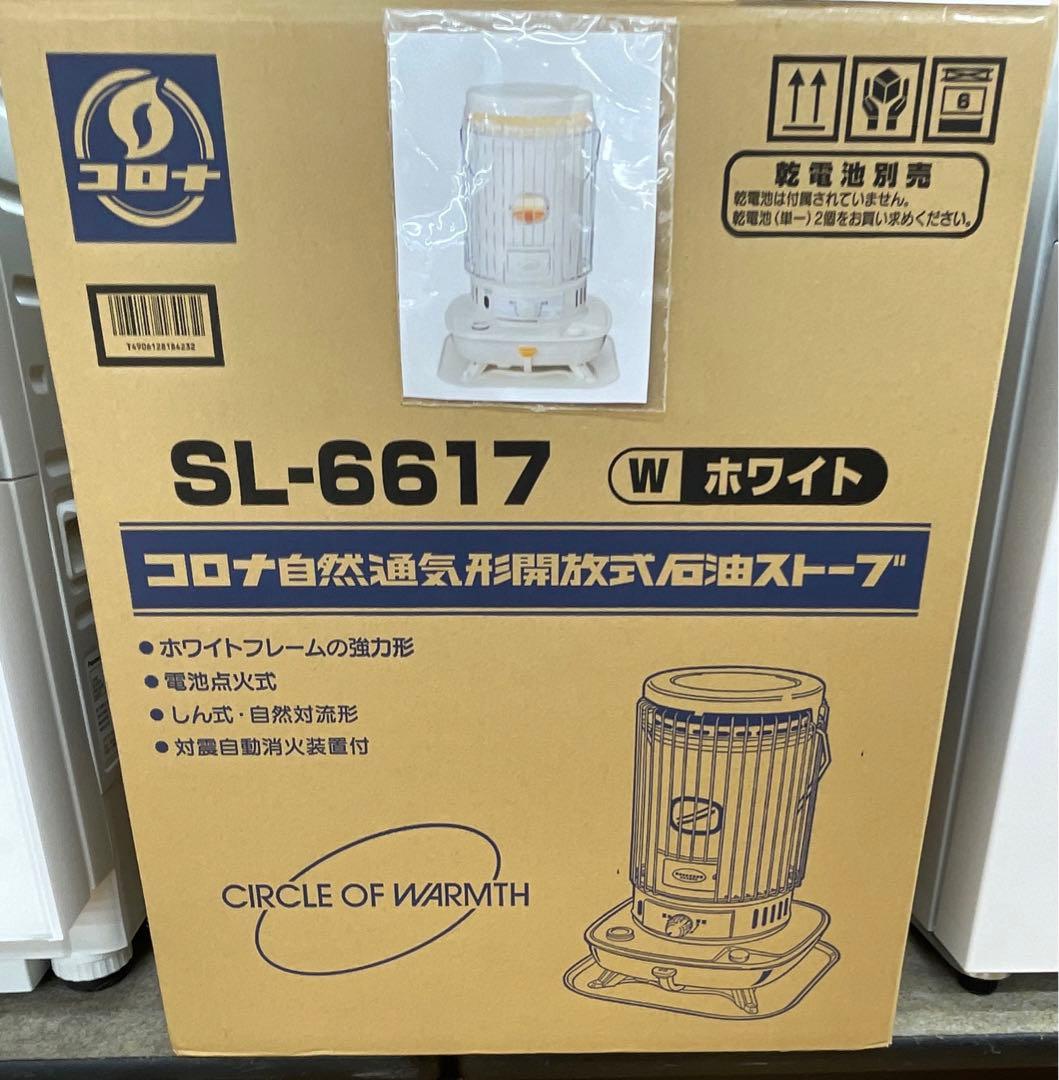 コロナ
6
乾電池別売
乾電池は付属されていません。
乾電池(単一)2個をお買い求めください。
T4906128184232
SL-6617
W ホワイト
コロナ自然通気形開放式石油ストーブ
●ホワイトフレームの強力形
●電池点火式
●しん式・自然対流形
●対震自動消火装置付
CIRCLE OF WARMTH